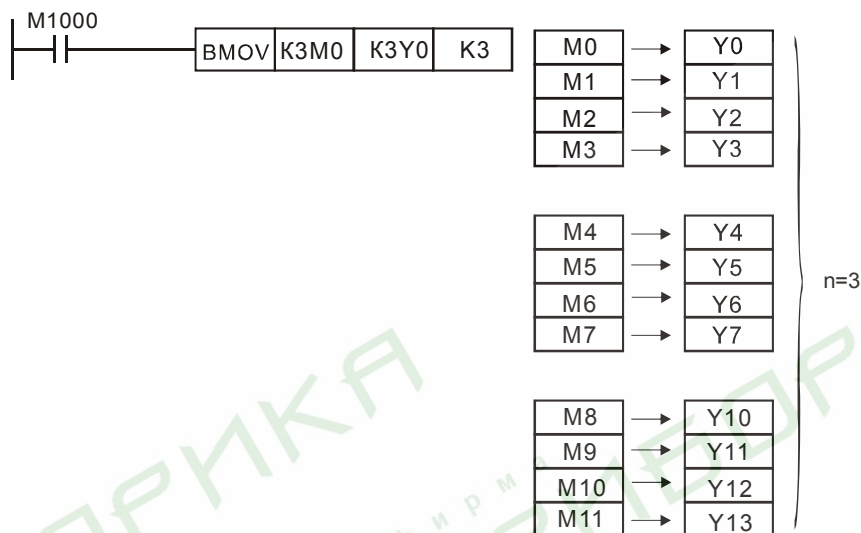 M1000
BMOV K3M0 K3Y0 K3
M0 → Y0
M1 → Y1
M2 → Y2
M3 → Y3
M4 → Y4
M5 → Y5
M6 → Y6
M7 → Y7
n=3
M8 → Y10
M9 → Y11
M10 → Y12
M11 → Y13